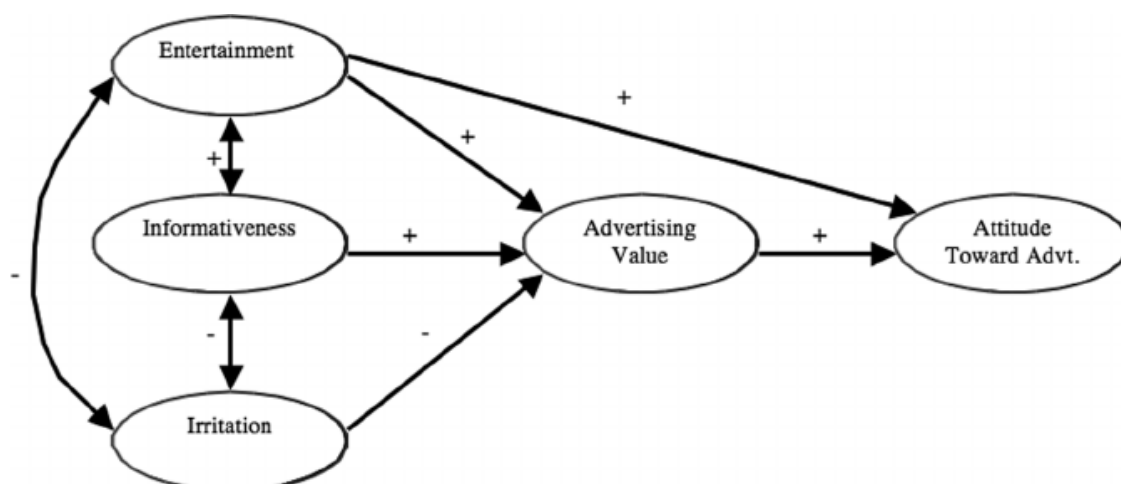 Entertainment
+
+
+
Informativeness
+
Advertising
Value
+
Attitude
Toward Advt.
-
-
-
Irritation